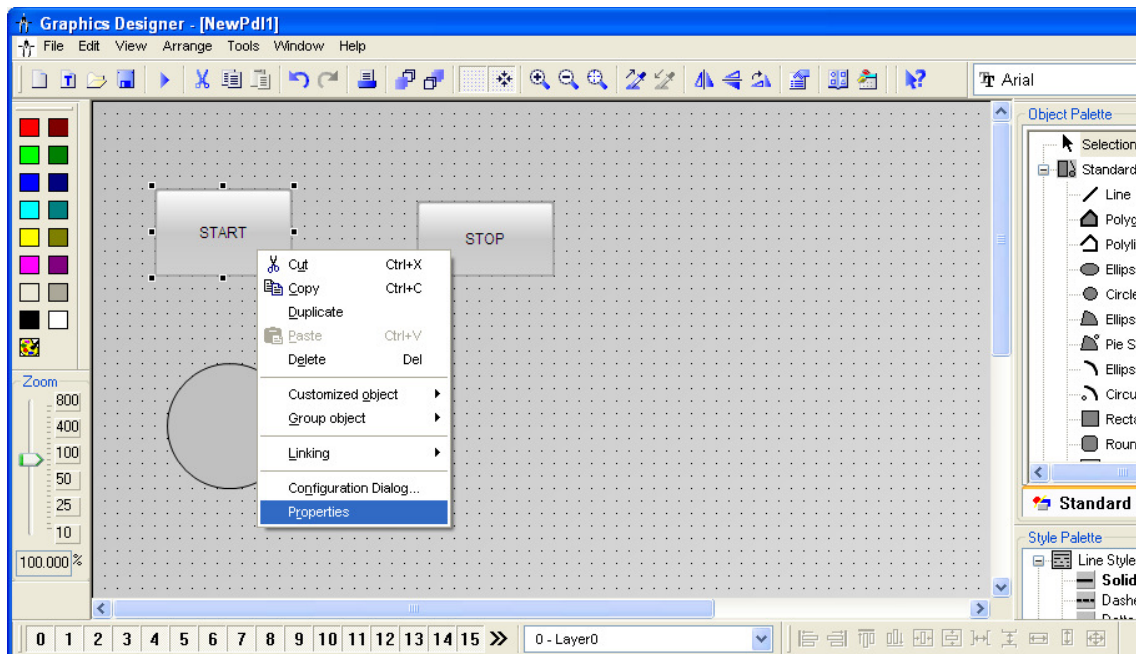 Graphics Designer - [NewPdl1]
File Edit View Arrange Tools Window Help
Arial
Object Palette
Selection
Standard
Line
Polyg
Polyli
Ellips
Circle
Ellips
Pie S
Ellips
Circu
Recta
Roun
Standard
Style Palette
Line Style
Solid
Dashe
START
STOP
Cut Ctrl+X
Copy Ctrl+C
Duplicate
Paste Ctrl+V
Delete Del
Customized object
Group object
Linking
Configuration Dialog...
Properties
Zoom
800
400
100
50
25
10
100.000 %
0 1 2 3 4 5 6 7 8 9 10 11 12 13 14 15
0 - Layer0